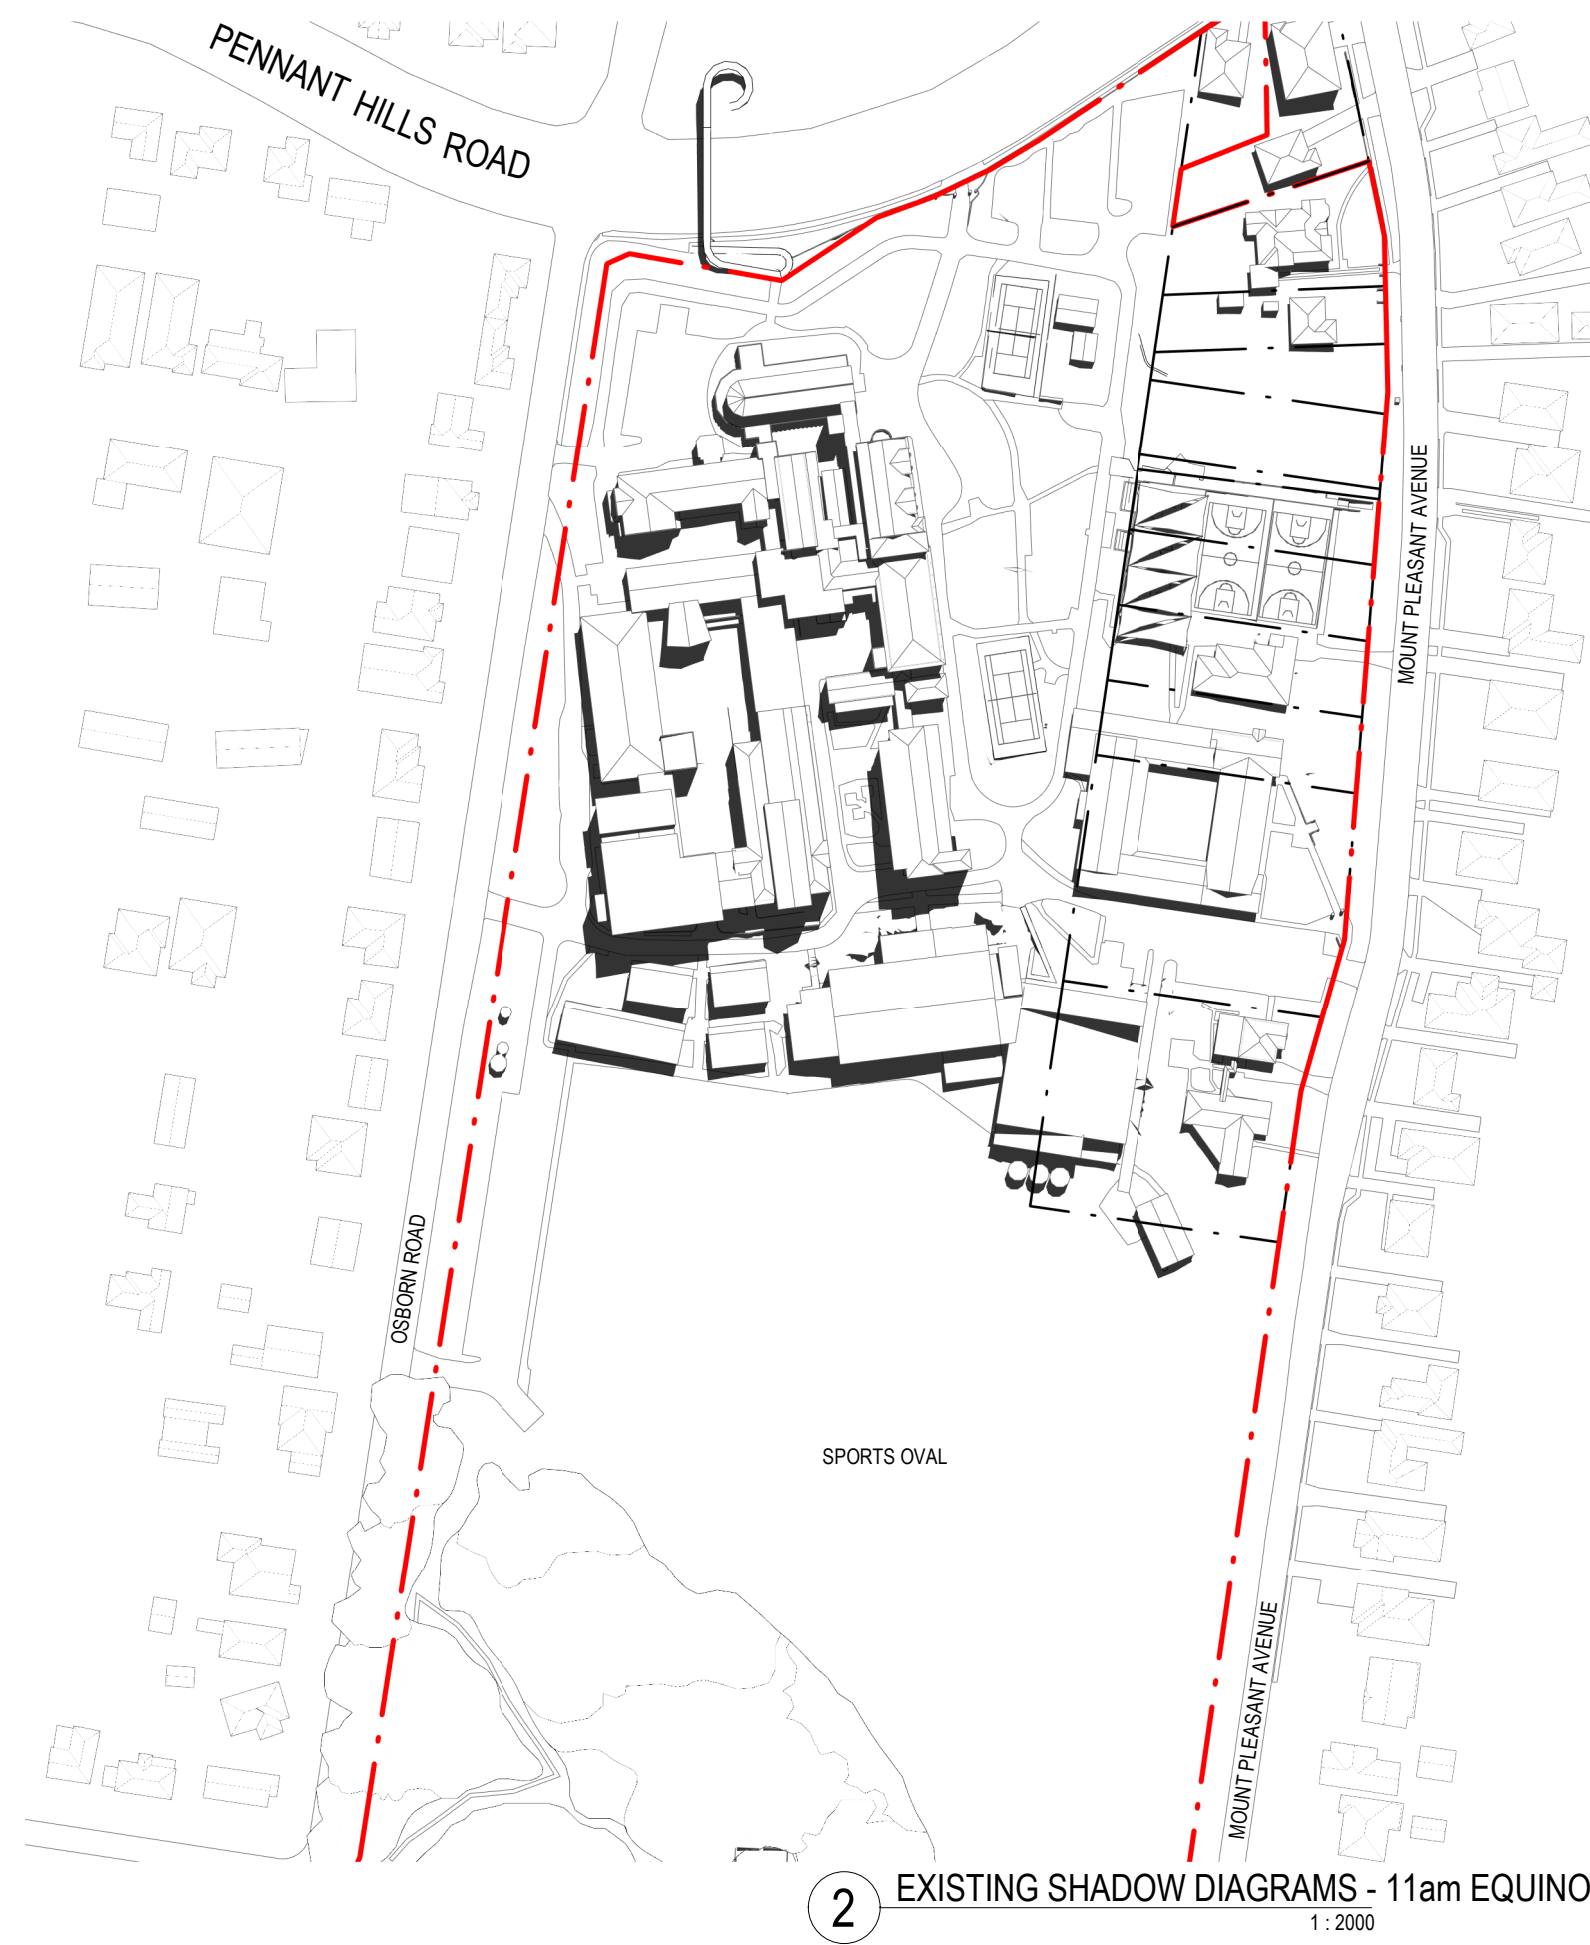 PENNANT HILLS ROAD
MOUNT PLEASANT AVENUE
OSBORN ROAD
SPORTS OVAL
MOUNT PLEASANT AVENUE
2
EXISTING SHADOW DIAGRAMS - 11am EQUINO
1 : 2000